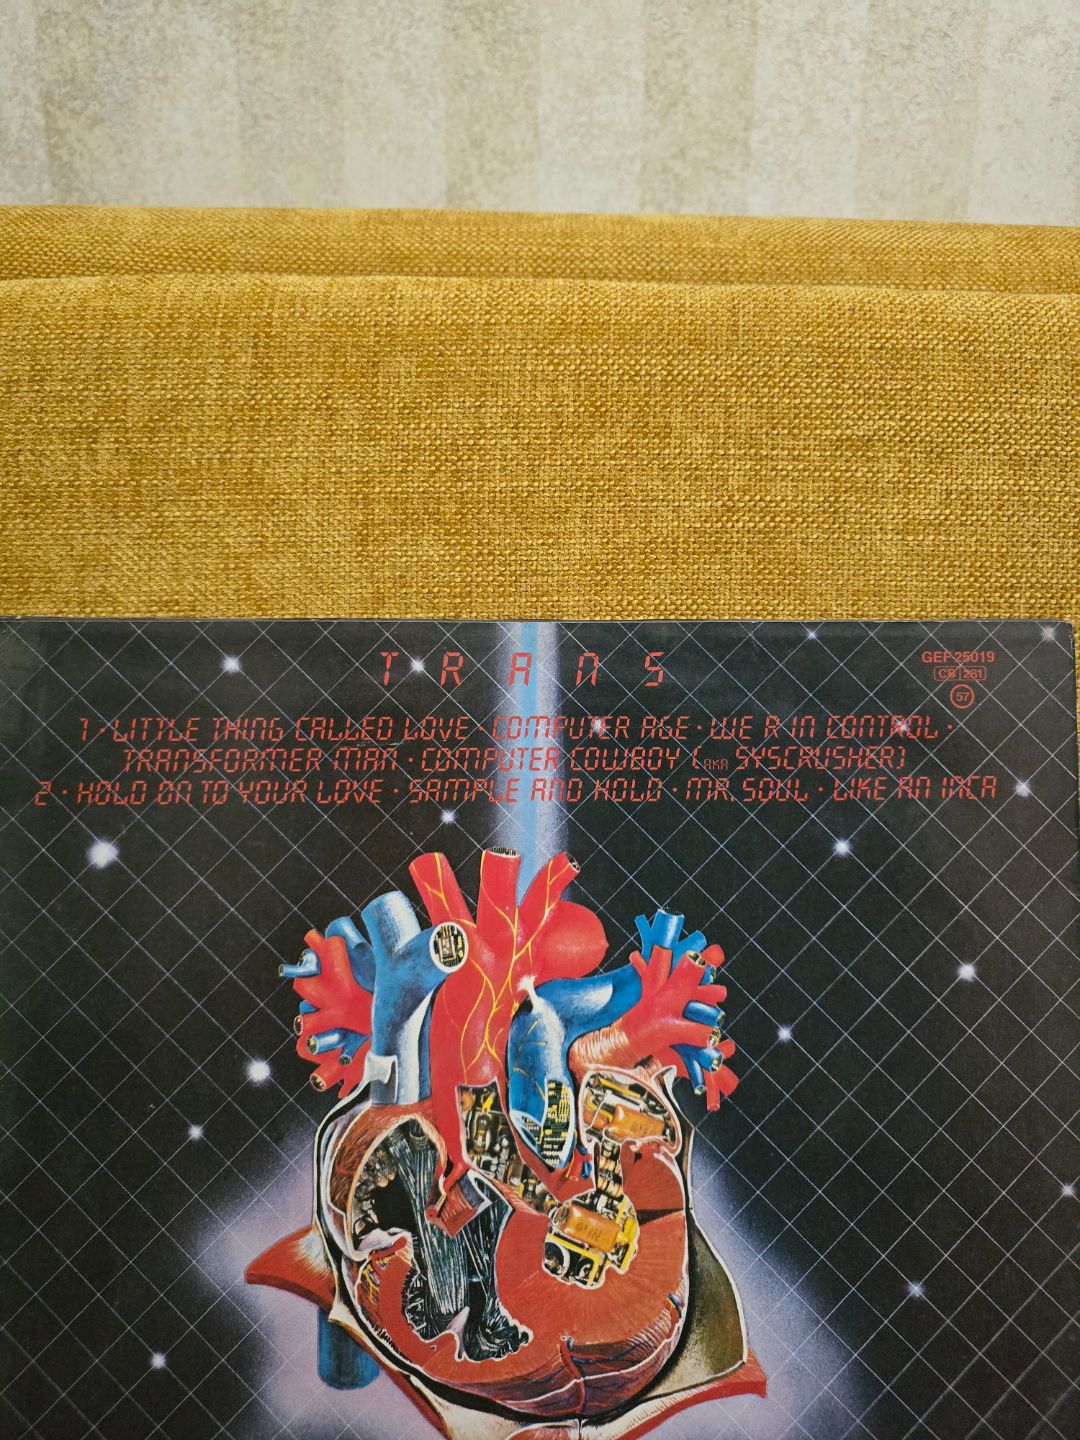 TRANS
GEF 25019
CB 281
57
1 · LITTLE THING CALLED LOVE · COMPUTER AGE · WE R IN CONTROL ·
TRANSFORMER MAN · COMPUTER COWBOY (AKA SYSCRUSHER)
2 · HOLD ON TO YOUR LOVE · SAMPLE AND HOLD · MR. SOUL · LIKE AN INCA